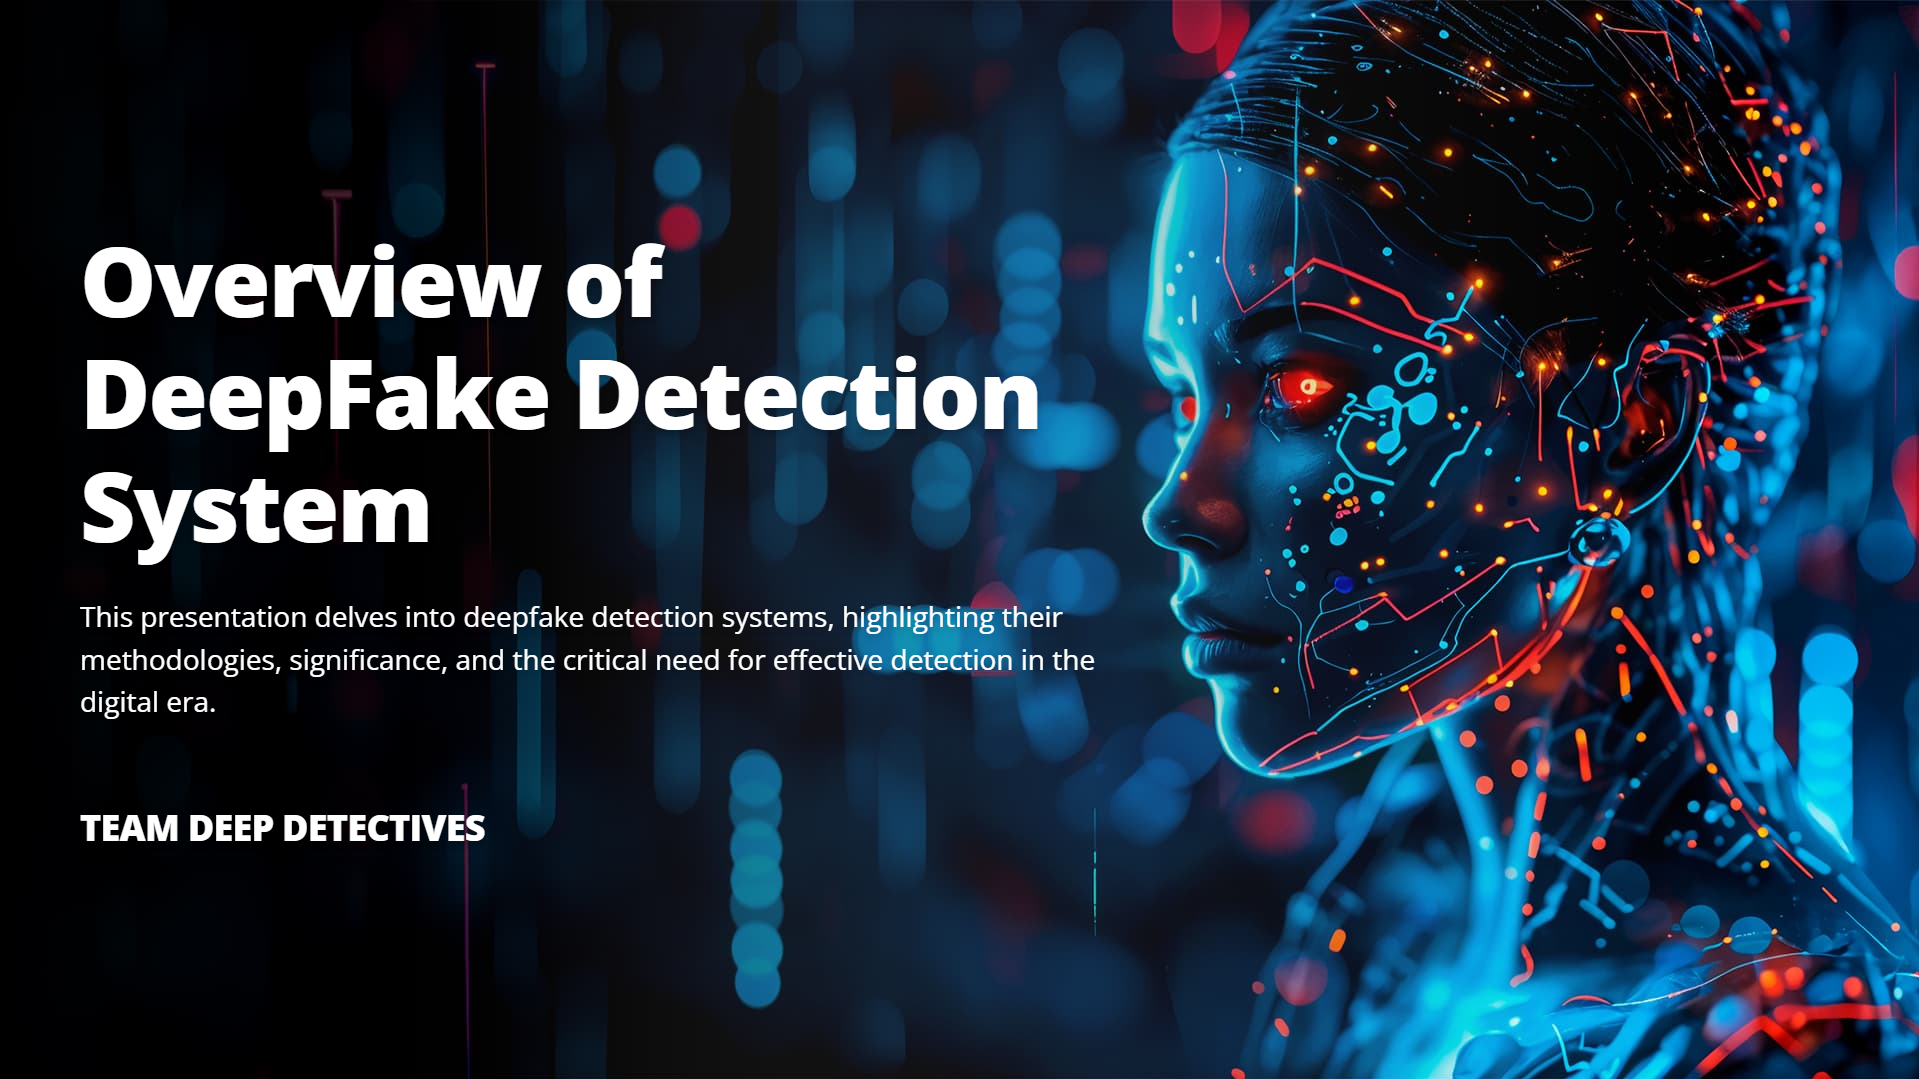 Overview of
DeepFake Detection
System
This presentation delves into deepfake detection systems, highlighting their
methodologies, significance, and the critical need for effective detection in the
digital era.
TEAM DEEP DETECTIVES